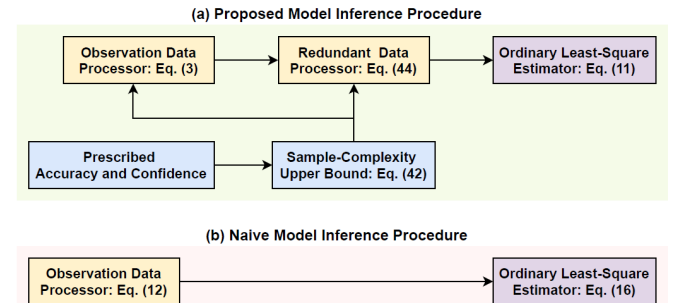 (a) Proposed Model Inference Procedure
Observation Data
Processor: Eq. (3)
Redundant Data
Processor: Eq. (44)
Ordinary Least-Square
Estimator: Eq. (11)
Prescribed
Accuracy and Confidence
Sample-Complexity
Upper Bound: Eq. (42)
(b) Naive Model Inference Procedure
Observation Data
Processor: Eq. (12)
Ordinary Least-Square
Estimator: Eq. (16)